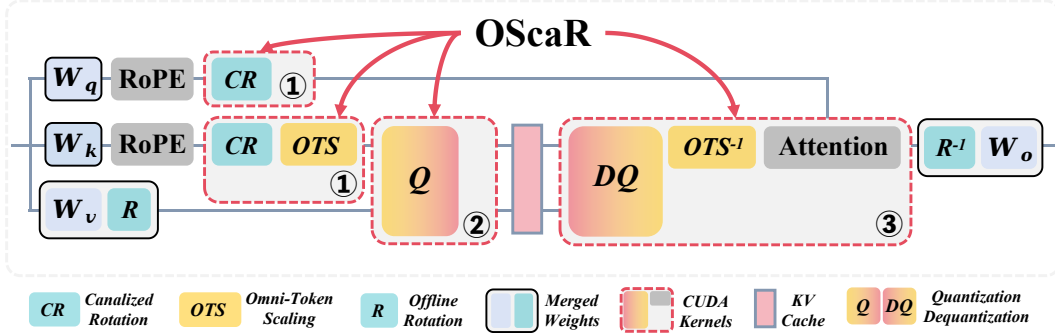 OScaR
W_q RoPE CR ①
W_k RoPE CR OTS ① Q ② DQ OTS⁻¹ Attention ③ R⁻¹ W_o
W_v R
CR Canalized Rotation
OTS Omni-Token Scaling
R Offline Rotation
Merged Weights
CUDA Kernels
KV Cache
Q DQ Quantization Dequantization